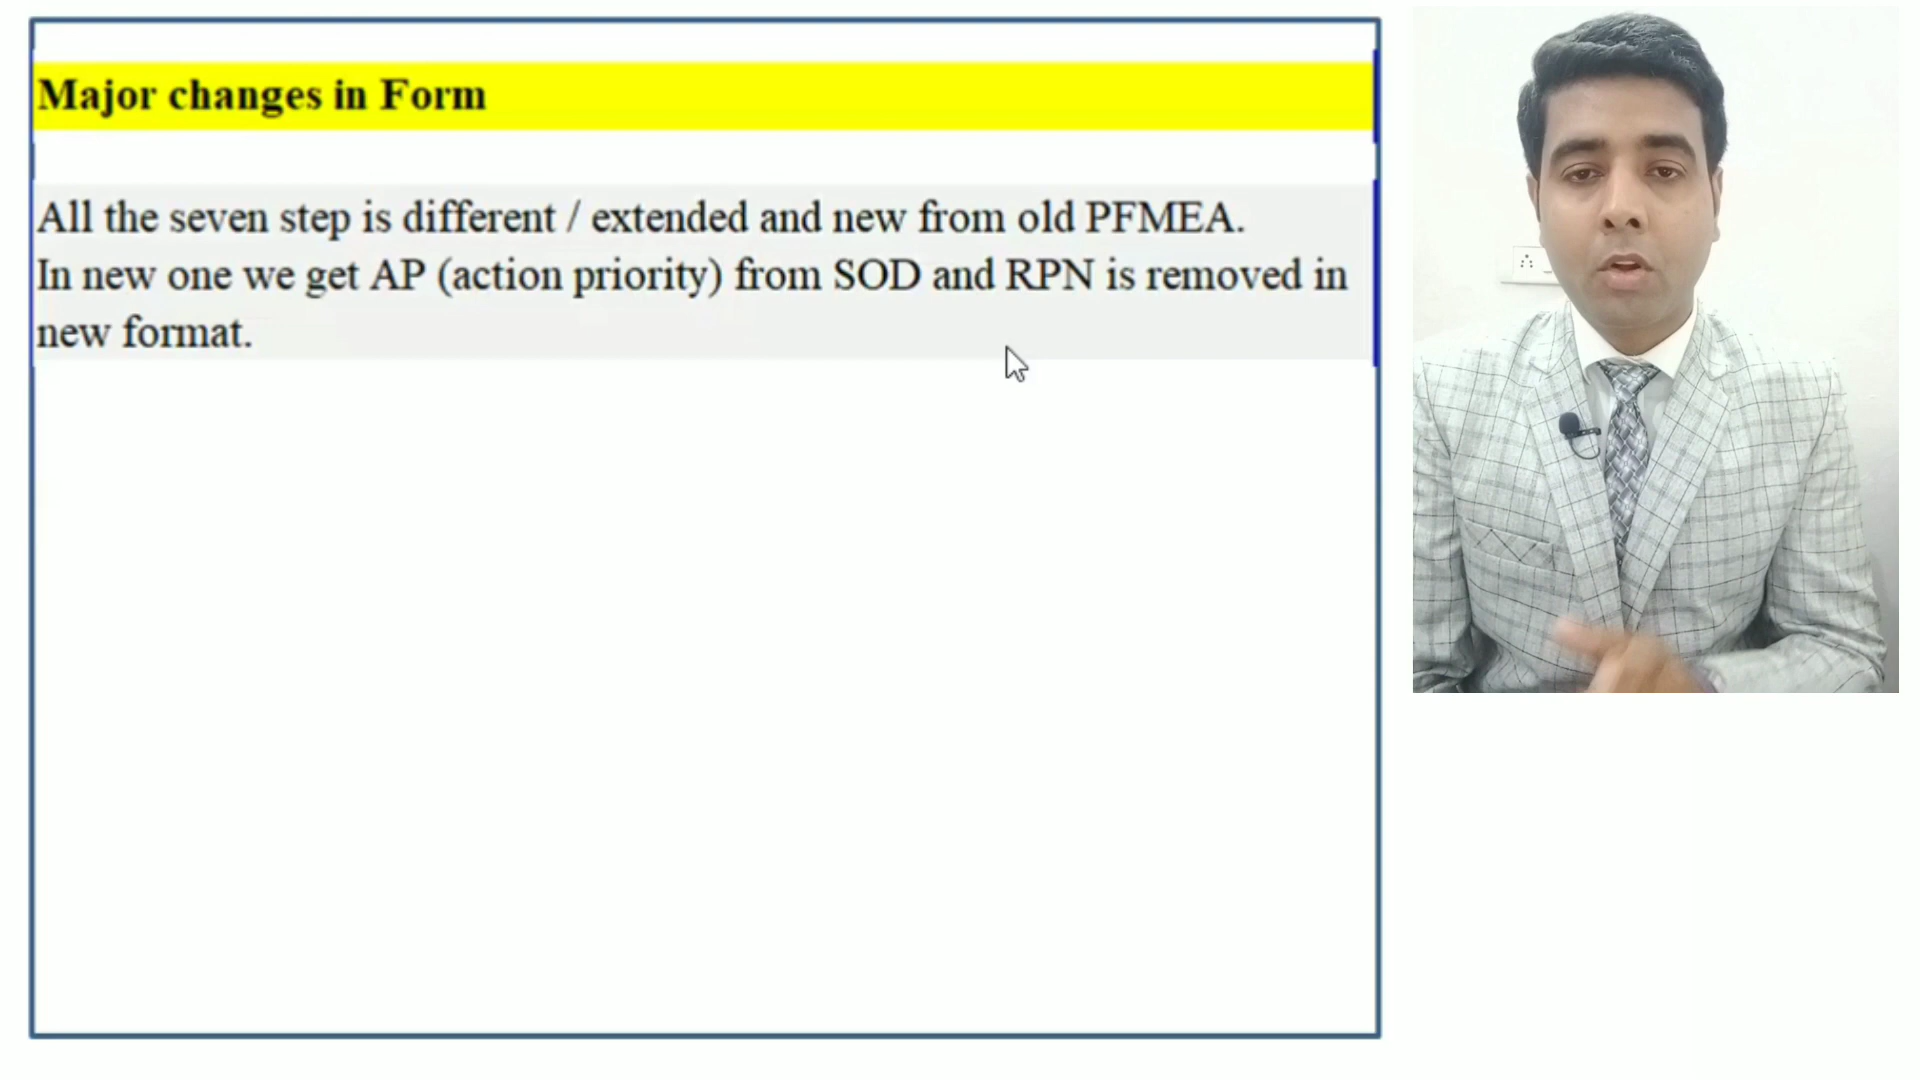 Major changes in Form
All the seven step is different / extended and new from old PFMEA.
In new one we get AP (action priority) from SOD and RPN is removed in
new format.